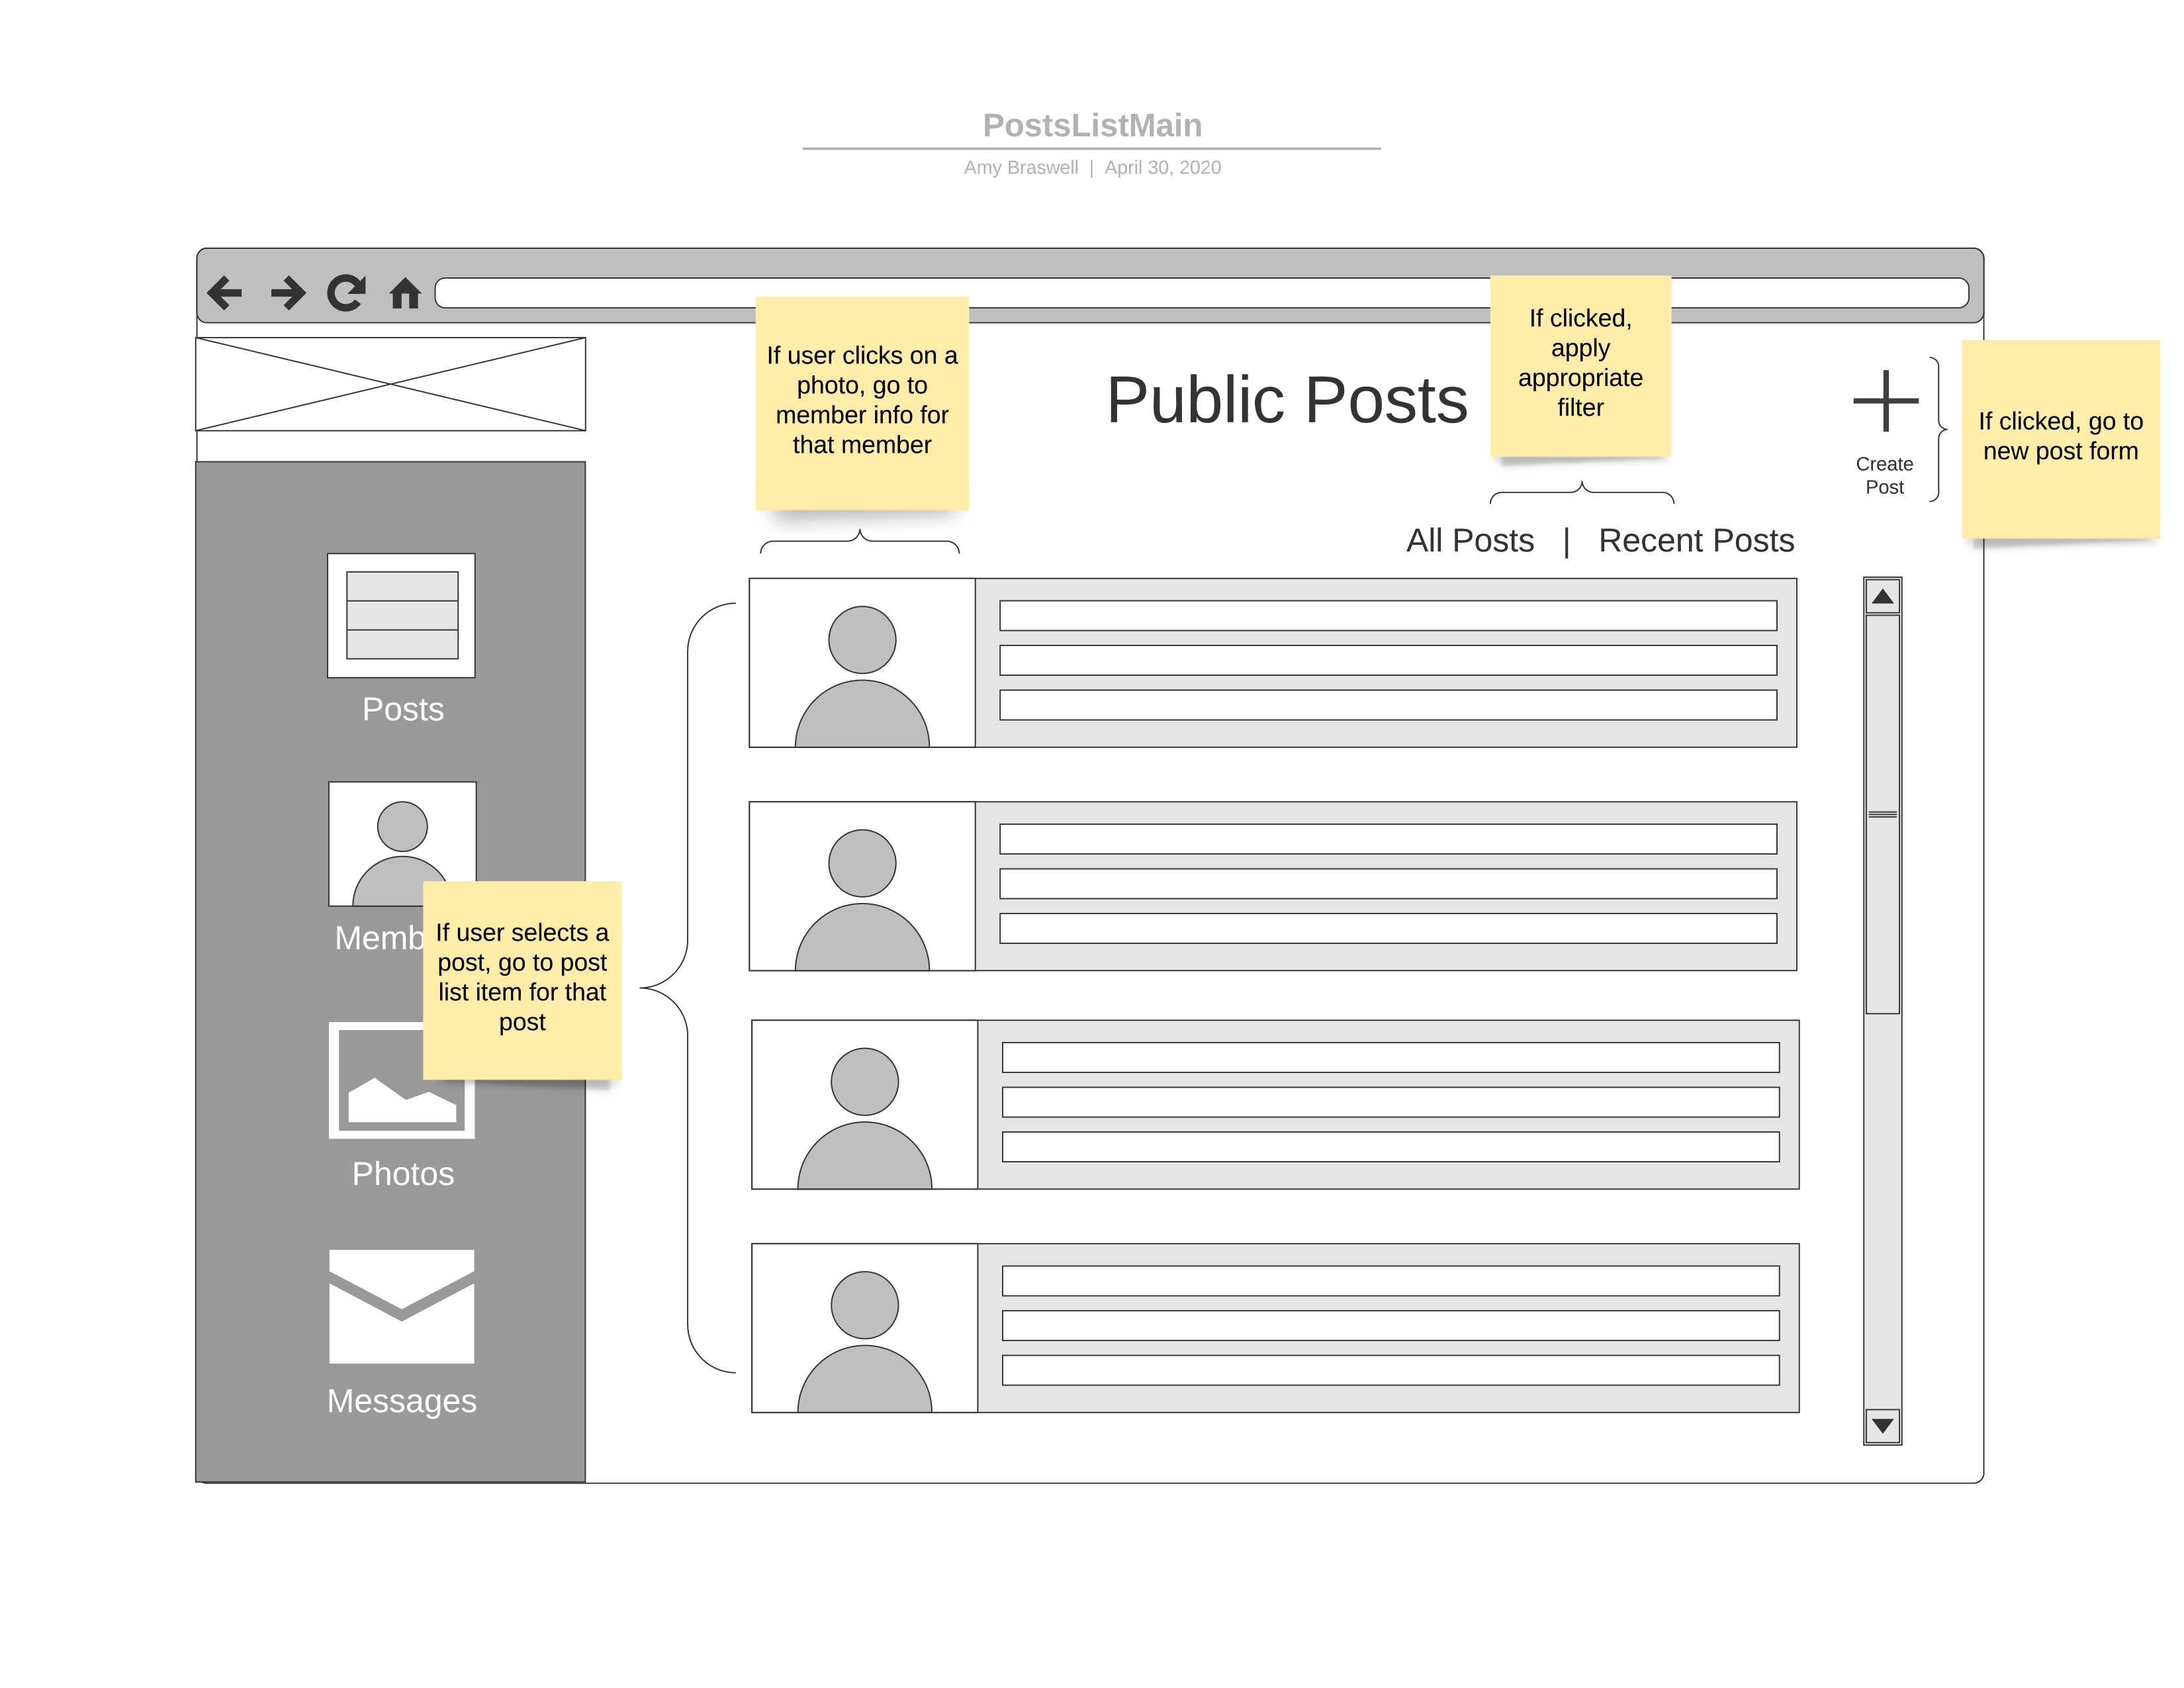 PostsListMain
Amy Braswell | April 30, 2020
If user clicks on a
photo, go to
member info for
that member
Public Posts
If clicked,
apply
appropriate
filter
Create
Post
If clicked, go to
new post form
All Posts | Recent Posts
Posts
Memb
If user selects a
post, go to post
list item for that
post
Photos
Messages